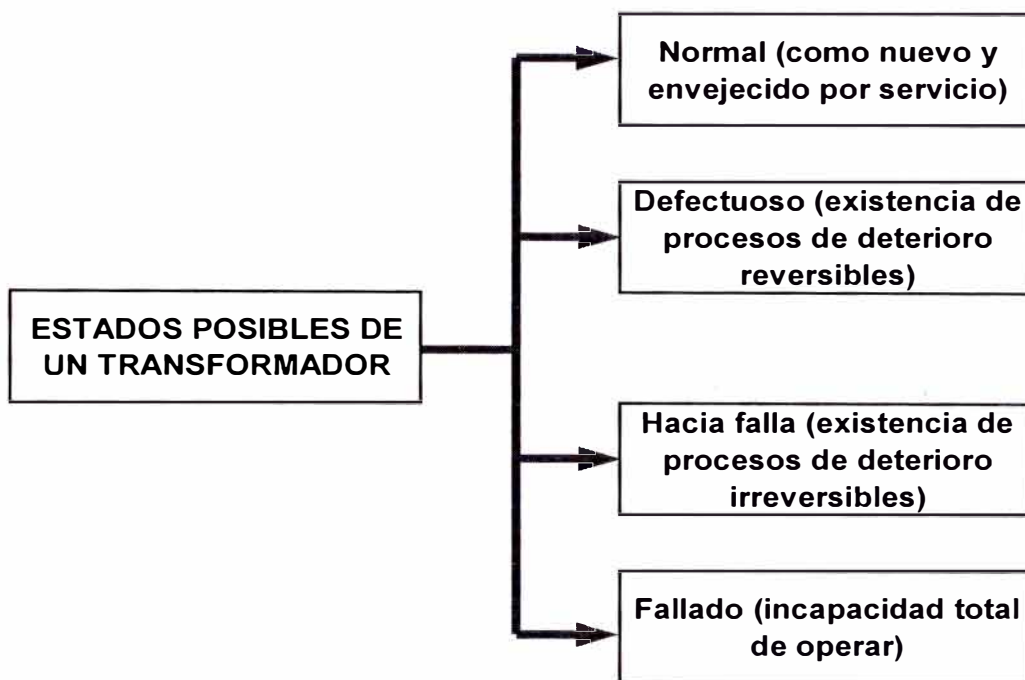 Normal (como nuevo y
envejecido por servicio)
Defectuoso (existencia de
procesos de deterioro
reversibles)
ESTADOS POSIBLES DE
UN TRANSFORMADOR
Hacia falla (existencia de
procesos de deterioro
irreversibles)
Fallado (incapacidad total
de operar)